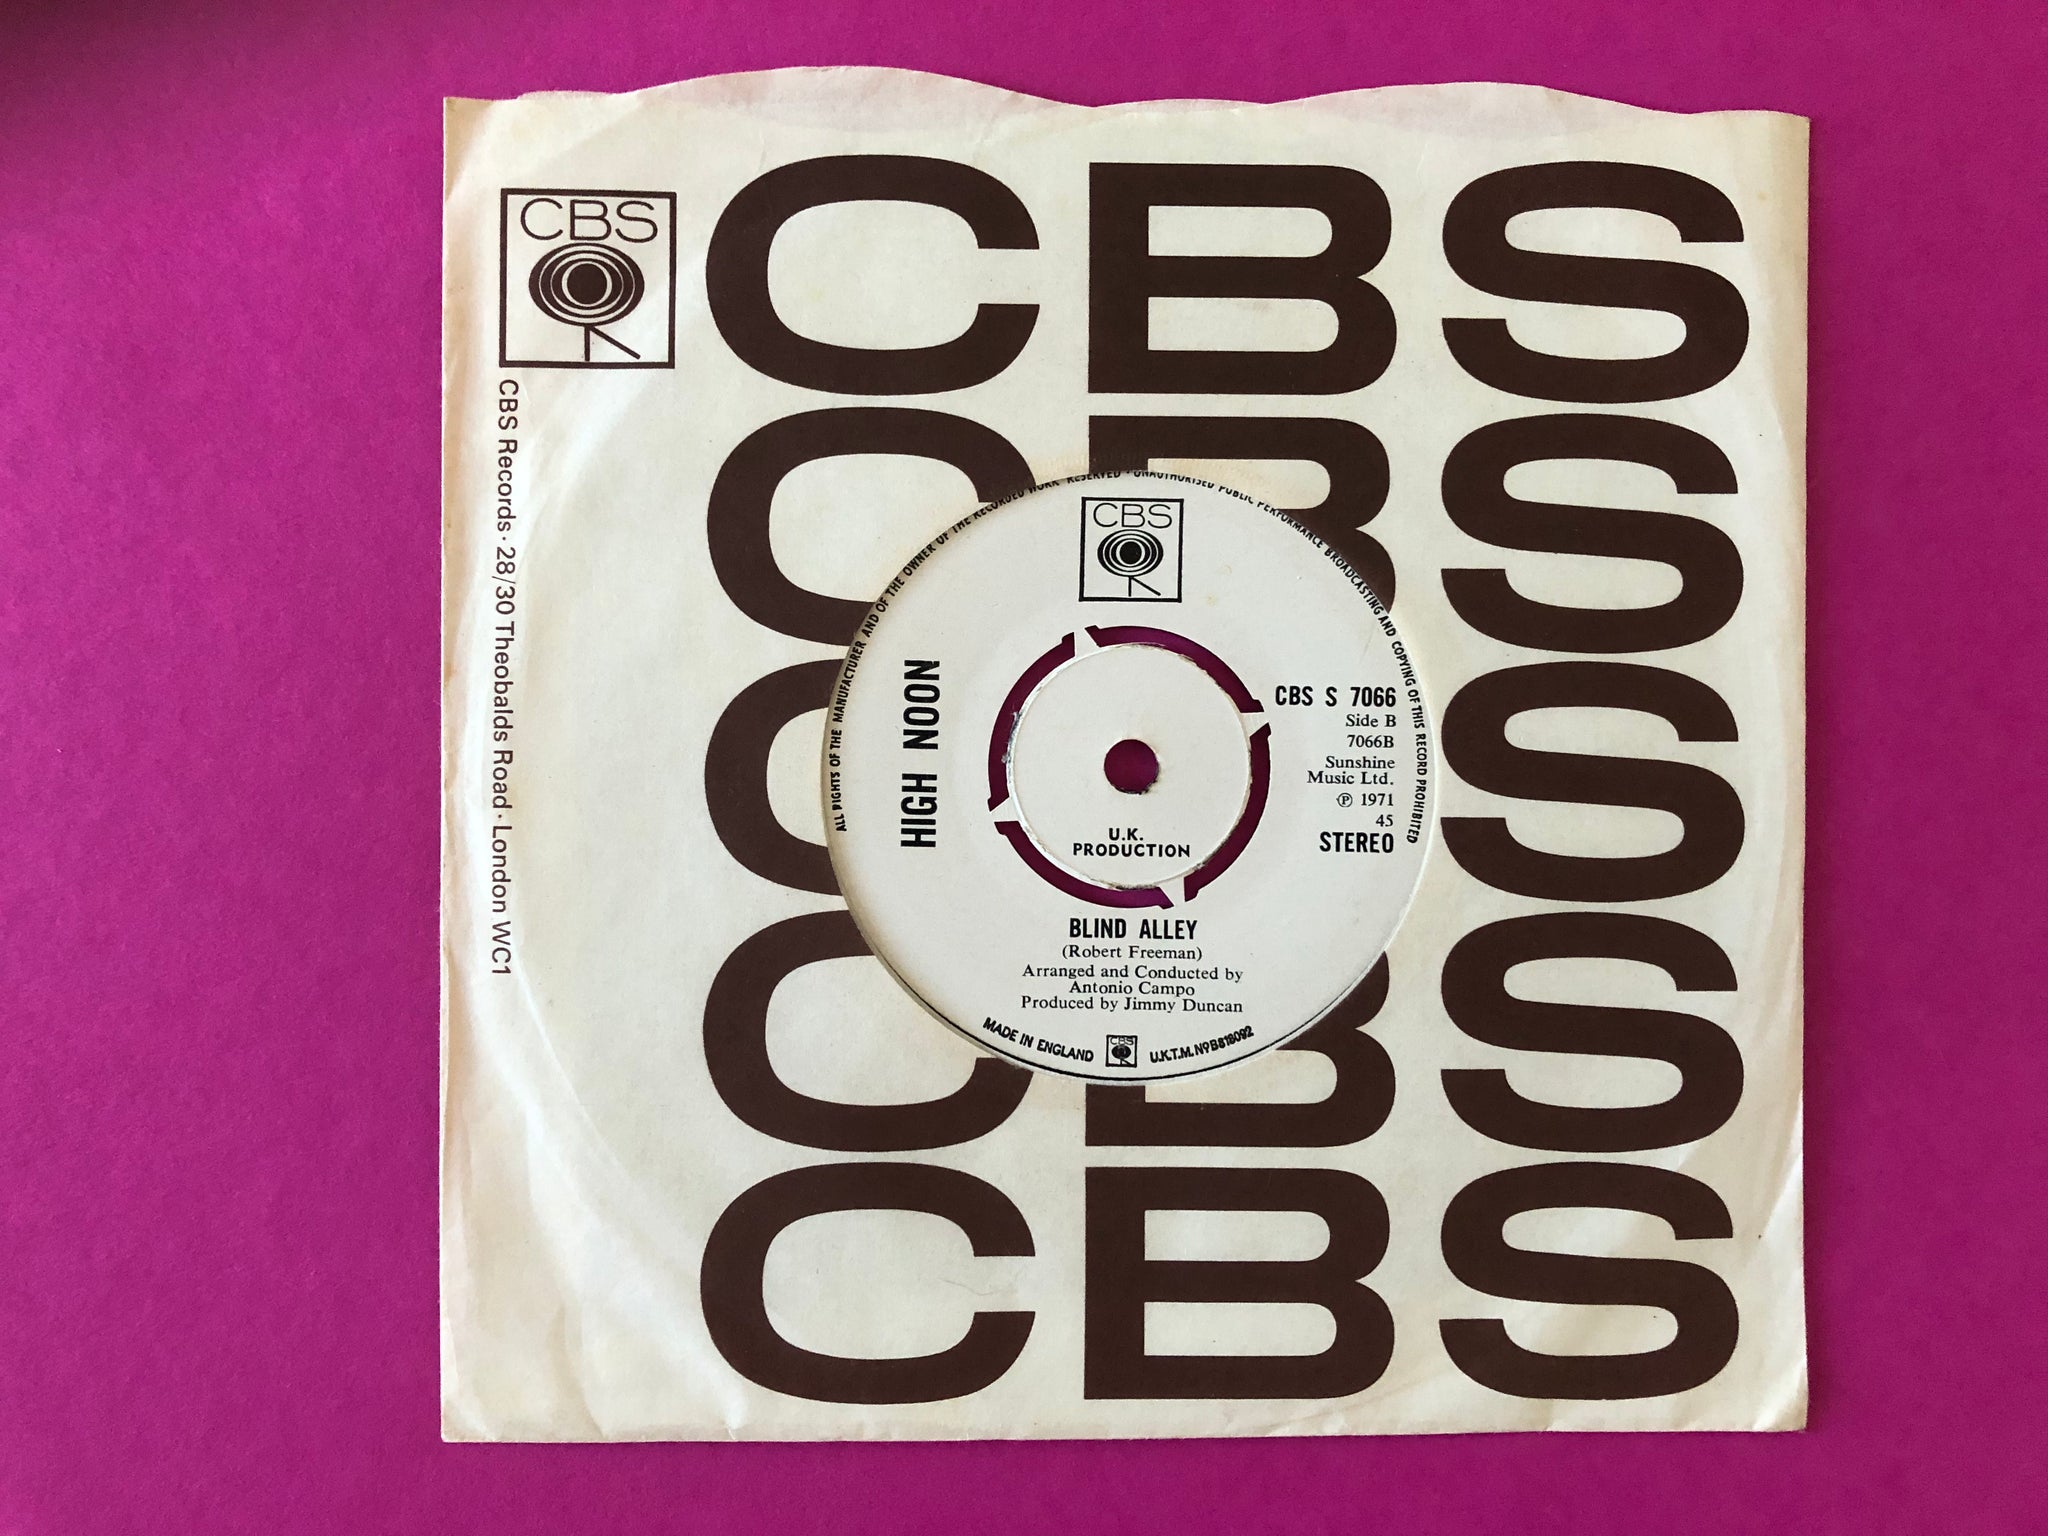 CBS
CBS
CBS Records · 28/30 Theobalds Road · London WC1
CBS
CBS
CBS
CBS
ALL RIGHTS OF THE MANUFACTURER AND OF THE OWNER OF THE RECORDED WORK RESERVED · UNAUTHORISED PUBLIC PERFORMANCE BROADCASTING AND COPYING OF THIS RECORD PROHIBITED
CBS
HIGH NOON
CBS S 7066
Side B
7066B
Sunshine
Music Ltd.
℗ 1971
45
STEREO
U.K.
PRODUCTION
BLIND ALLEY
(Robert Freeman)
Arranged and Conducted by
Antonio Campo
Produced by Jimmy Duncan
MADE IN ENGLAND
CBS
U.K.T.M. Nº B818092